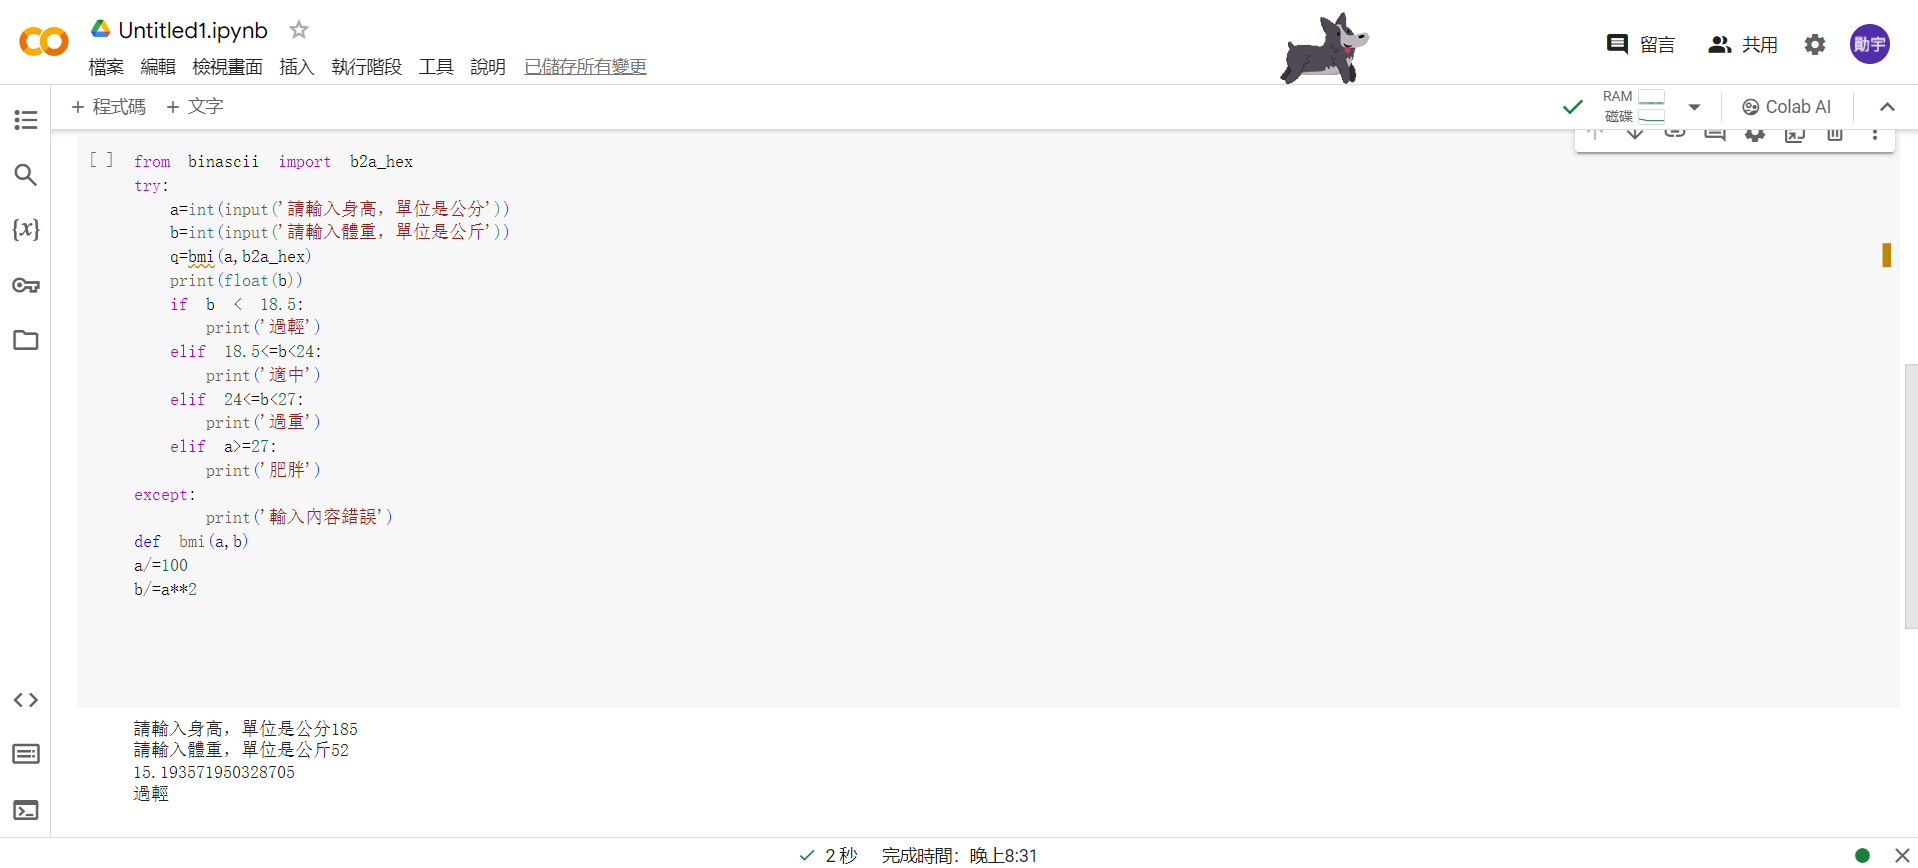 Untitled1.ipynb
檔案 編輯 檢視畫面 插入 執行階段 工具 說明 已儲存所有變更
留言 共用 勛宇
+ 程式碼 + 文字
RAM
磁碟
Colab AI
[ ] from binascii import b2a_hex
try:
    a=int(input('請輸入身高，單位是公分'))
    b=int(input('請輸入體重，單位是公斤'))
    q=bmi(a,b2a_hex)
    print(float(b))
    if b < 18.5:
        print('過輕')
    elif 18.5<=b<24:
        print('適中')
    elif 24<=b<27:
        print('過重')
    elif a>=27:
        print('肥胖')
except:
        print('輸入內容錯誤')
def bmi(a,b)
a/=100
b/=a**2
請輸入身高，單位是公分185
請輸入體重，單位是公斤52
15.193571950328705
過輕
2 秒 完成時間：晚上8:31